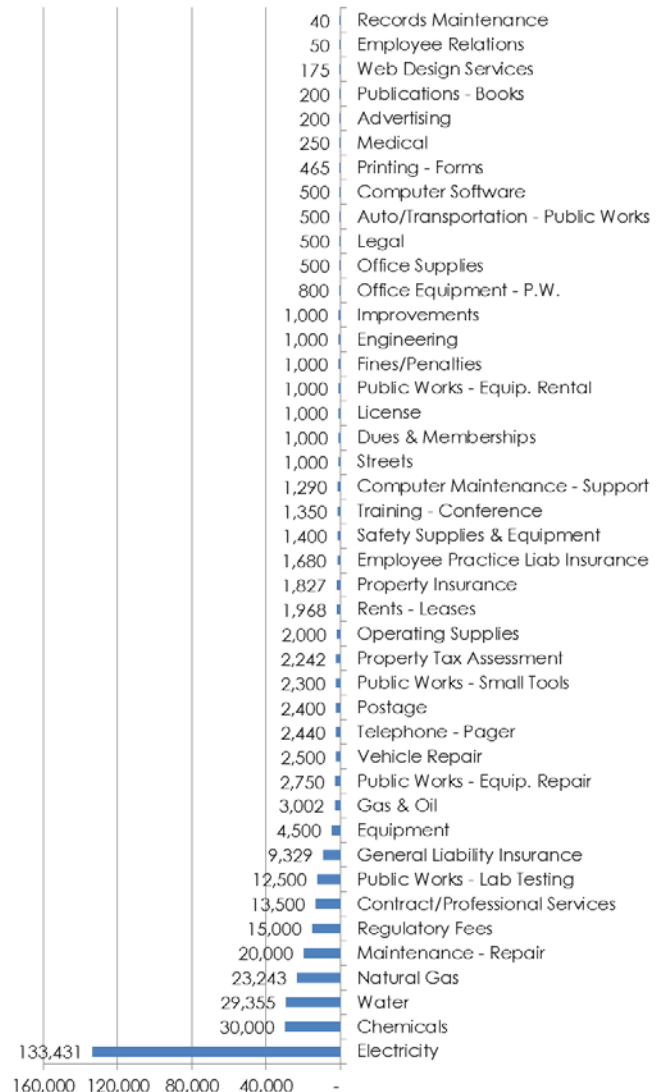 40 Records Maintenance
50 Employee Relations
175 Web Design Services
200 Publications - Books
200 Advertising
250 Medical
465 Printing - Forms
500 Computer Software
500 Auto/Transportation - Public Works
500 Legal
500 Office Supplies
800 Office Equipment - P.W.
1,000 Improvements
1,000 Engineering
1,000 Fines/Penalties
1,000 Public Works - Equip. Rental
1,000 License
1,000 Dues & Memberships
1,000 Streets
1,290 Computer Maintenance - Support
1,350 Training - Conference
1,400 Safety Supplies & Equipment
1,680 Employee Practice Liab Insurance
1,827 Property Insurance
1,968 Rents - Leases
2,000 Operating Supplies
2,242 Property Tax Assessment
2,300 Public Works - Small Tools
2,400 Postage
2,440 Telephone - Pager
2,500 Vehicle Repair
2,750 Public Works - Equip. Repair
3,002 Gas & Oil
4,500 Equipment
9,329 General Liability Insurance
12,500 Public Works - Lab Testing
13,500 Contract/Professional Services
15,000 Regulatory Fees
20,000 Maintenance - Repair
23,243 Natural Gas
29,355 Water
30,000 Chemicals
133,431 Electricity
160,000 120,000 80,000 40,000 -